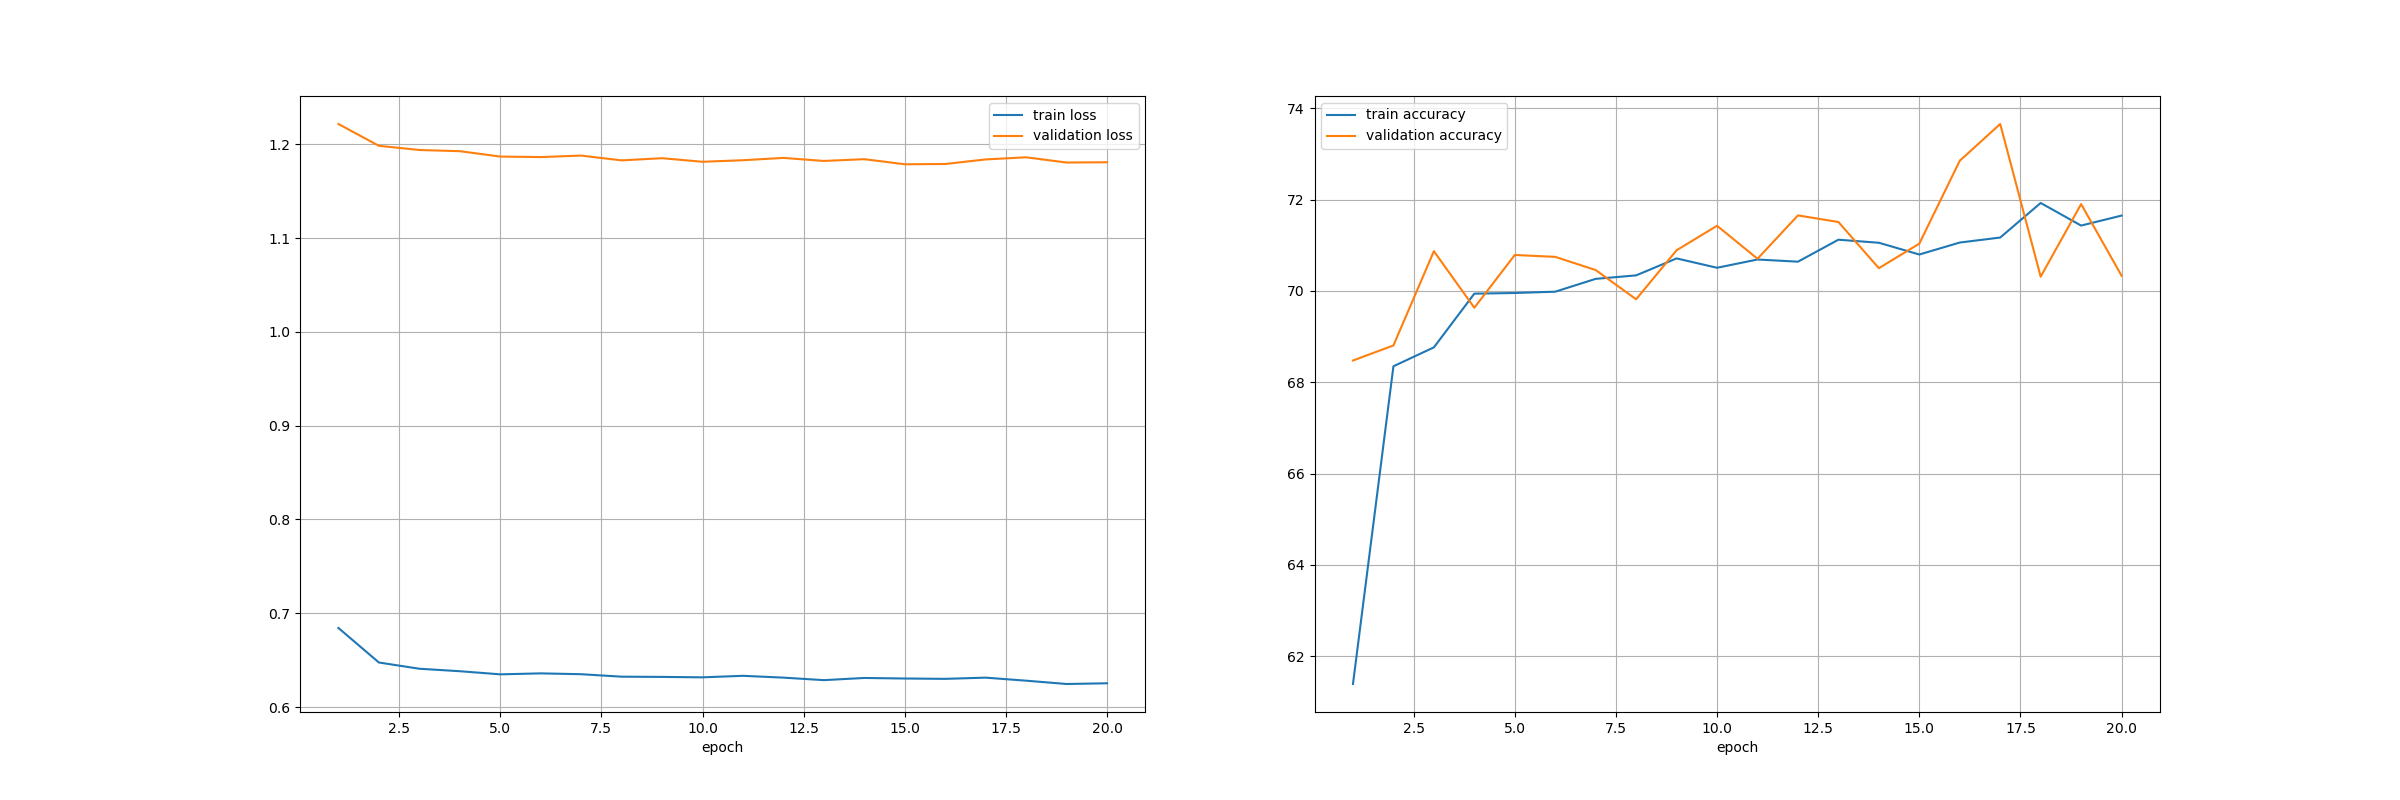 train loss
validation loss
1.2
1.1
1.0
0.9
0.8
0.7
0.6
2.5 5.0 7.5 10.0 12.5 15.0 17.5 20.0
epoch
train accuracy
validation accuracy
74
72
70
68
66
64
62
2.5 5.0 7.5 10.0 12.5 15.0 17.5 20.0
epoch